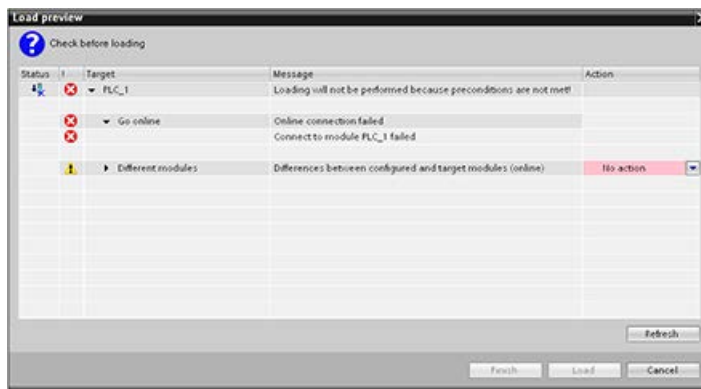 Load preview
?
Check before loading
Status ! Target Message Action
PLC_1 Loading will not be performed because preconditions are not met!
Go online Online connection failed
Connect to module PLC_1 failed
Different modules Differences between configured and target modules (online) No action
Refresh
Finish Load Cancel